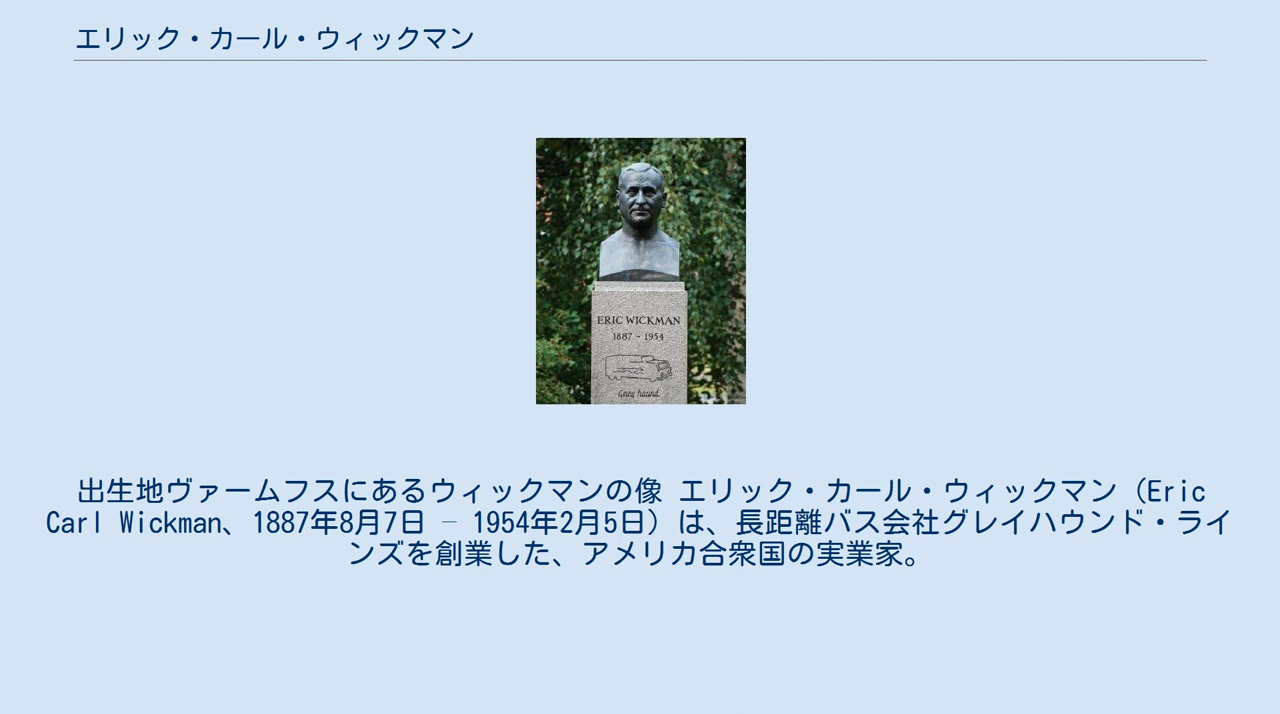 エリック・カール・ウィックマン
ERIC WICKMAN
1887 - 1954
Grey hound
出生地ヴァームフスにあるウィックマンの像 エリック・カール・ウィックマン（Eric
Carl Wickman、1887年8月7日 – 1954年2月5日）は、長距離バス会社グレイハウンド・ライ
ンズを創業した、アメリカ合衆国の実業家。